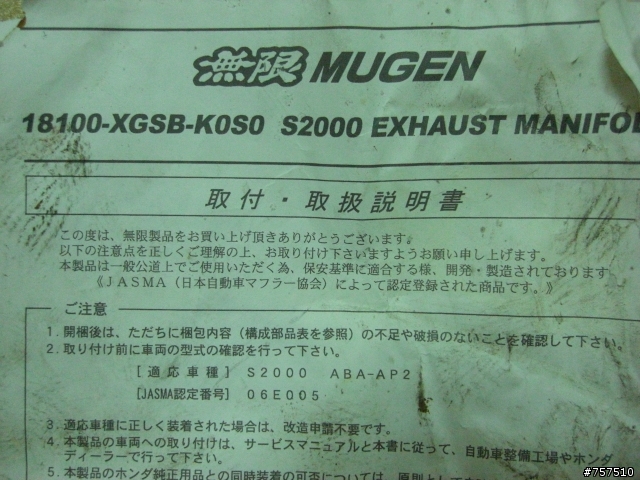 無限 MUGEN
18100-XGSB-K0S0 S2000 EXHAUST MANIFOL
取付・取扱説明書
この度は、無限製品をお買い上げ頂きありがとうございます。
以下の注意点を正しくご理解の上、お取り付け下さいますようお願い申し上げます。
本製品は一般公道上でご使用いただく為、保安基準に適合する様、開発・製造されております
《JASMA（日本自動車マフラー協会）によって認定登録された商品です。》
ご注意
1．開梱後は、ただちに梱包内容（構成部品表を参照）の不足や破損のないことを確認して下さい。
2．取り付け前に車両の型式の確認を行って下さい。
［適応車種］ S2000 ABA-AP2
［JASMA認定番号］ 06E005
3．適応車種に正しく装着された場合は、改造申請不要です。
4．本製品の車両への取り付けは、サービスマニュアルと本書に従って、自動車整備工場やホンダ
ディーラーで行って下さい。
5．本製品のホンダ純正用品との同時装着の可否については、原則として
#757510